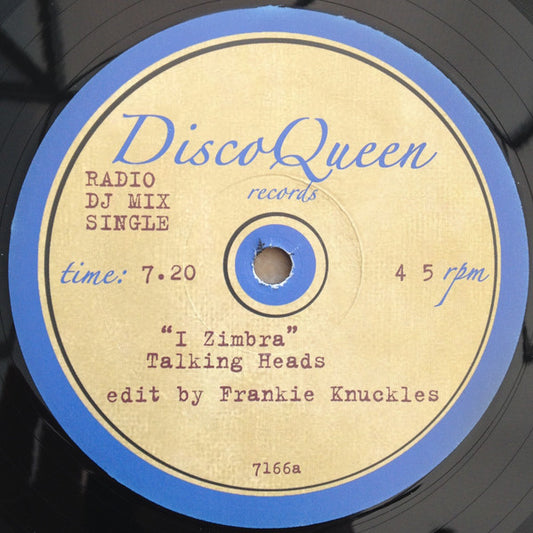 DiscoQueen
records
RADIO
DJ MIX
SINGLE
time: 7.20
4 5 rpm
“I Zimbra”
Talking Heads
edit by Frankie Knuckles
7166a